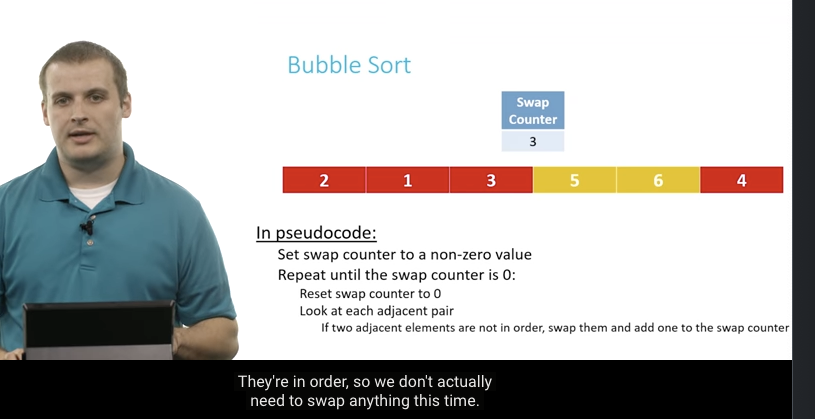 Bubble Sort
Swap
Counter
3
2 1 3 5 6 4
In pseudocode:
Set swap counter to a non-zero value
Repeat until the swap counter is 0:
Reset swap counter to 0
Look at each adjacent pair
If two adjacent elements are not in order, swap them and add one to the swap counter
They're in order, so we don't actually
need to swap anything this time.